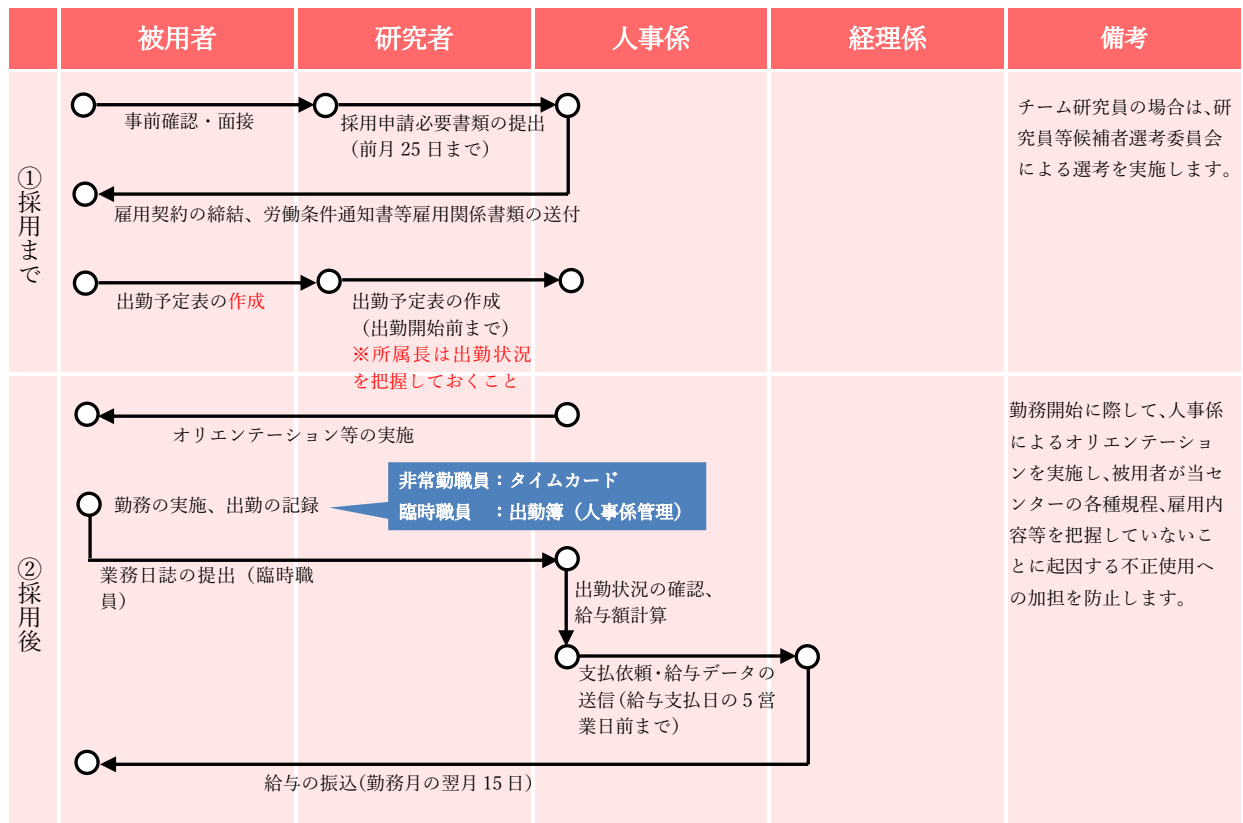 被用者
研究者
人事係
経理係
備考
①採用まで
事前確認・面接
採用申請必要書類の提出
（前月 25 日まで）
雇用契約の締結、労働条件通知書等雇用関係書類の送付
出勤予定表の作成
出勤予定表の作成
（出勤開始前まで）
※所属長は出勤状況
を把握しておくこと
チーム研究員の場合は、研
究員等候補者選考委員会
による選考を実施します。
②採用後
オリエンテーション等の実施
勤務の実施、出勤の記録
非常勤職員：タイムカード
臨時職員　：出勤簿（人事係管理）
業務日誌の提出（臨時職
員）
出勤状況の確認、
給与額計算
支払依頼・給与データの
送信（給与支払日の 5 営
業日前まで）
給与の振込(勤務月の翌月 15 日)
勤務開始に際して、人事係
によるオリエンテーショ
ンを実施し、被用者が当セ
ンターの各種規程、雇用内
容等を把握していないこ
とに起因する不正使用へ
の加担を防止します。